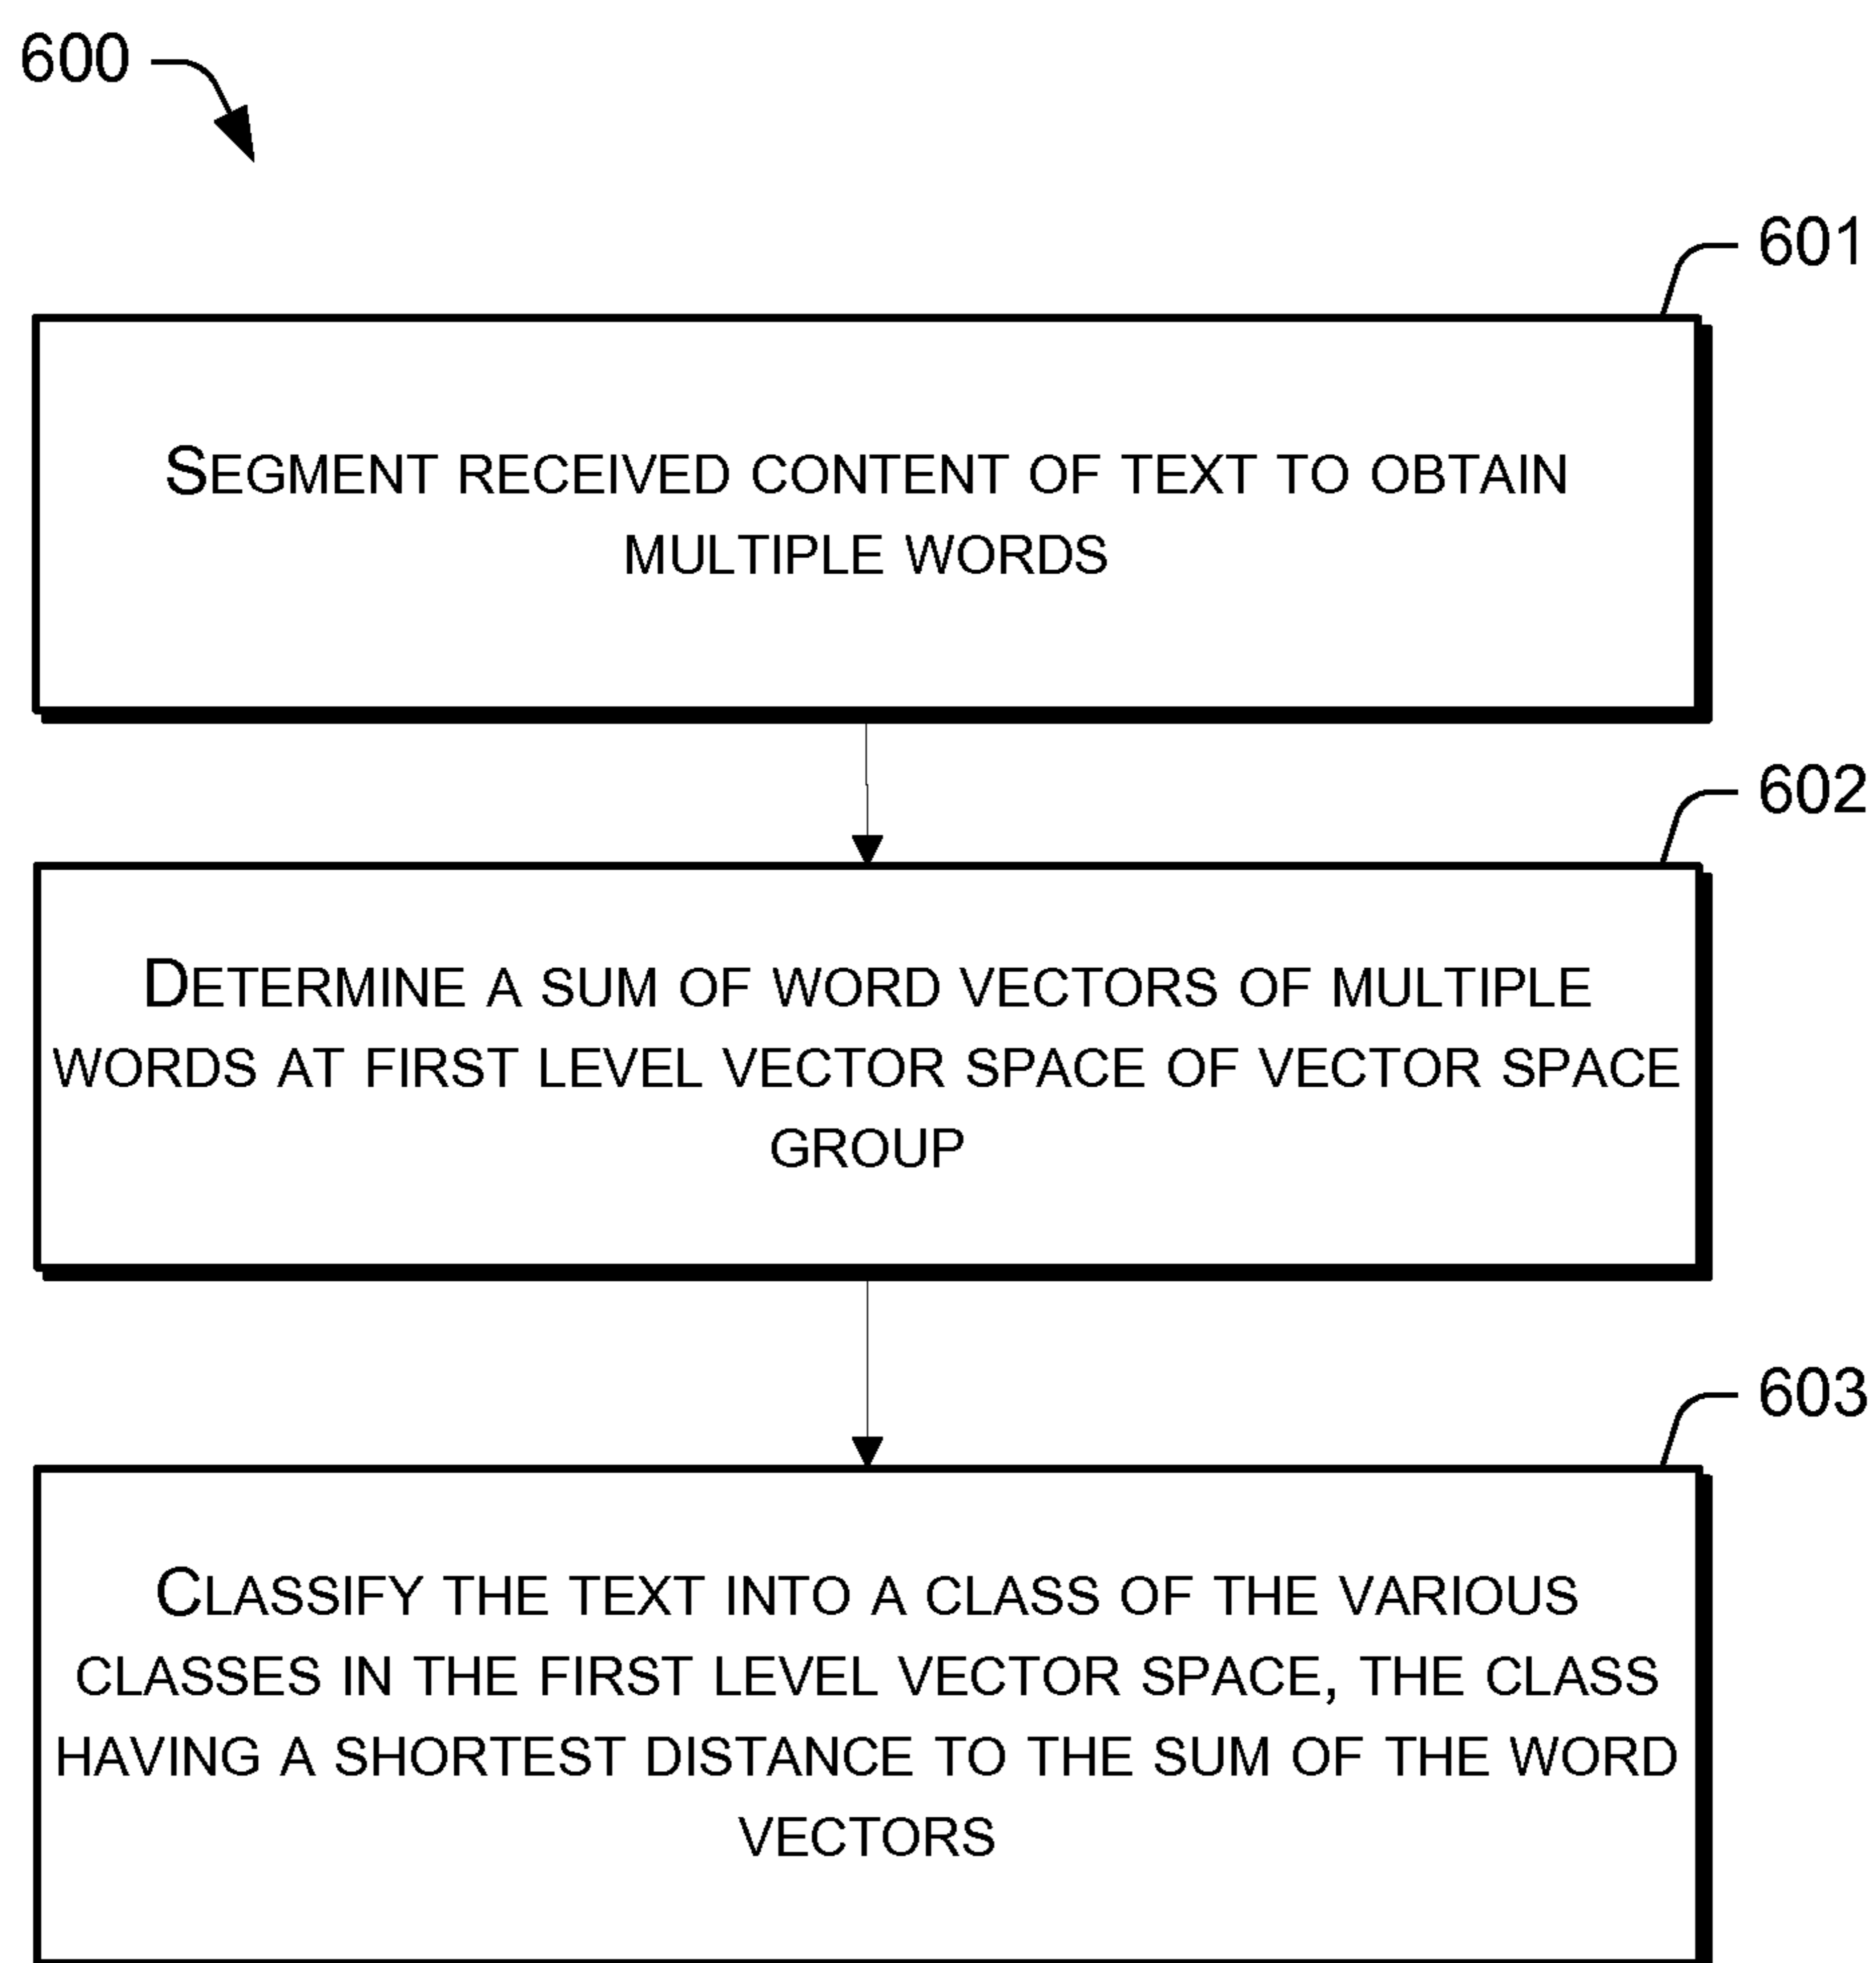 600
601
SEGMENT RECEIVED CONTENT OF TEXT TO OBTAIN
MULTIPLE WORDS
602
DETERMINE A SUM OF WORD VECTORS OF MULTIPLE
WORDS AT FIRST LEVEL VECTOR SPACE OF VECTOR SPACE
GROUP
603
CLASSIFY THE TEXT INTO A CLASS OF THE VARIOUS
CLASSES IN THE FIRST LEVEL VECTOR SPACE, THE CLASS
HAVING A SHORTEST DISTANCE TO THE SUM OF THE WORD
VECTORS